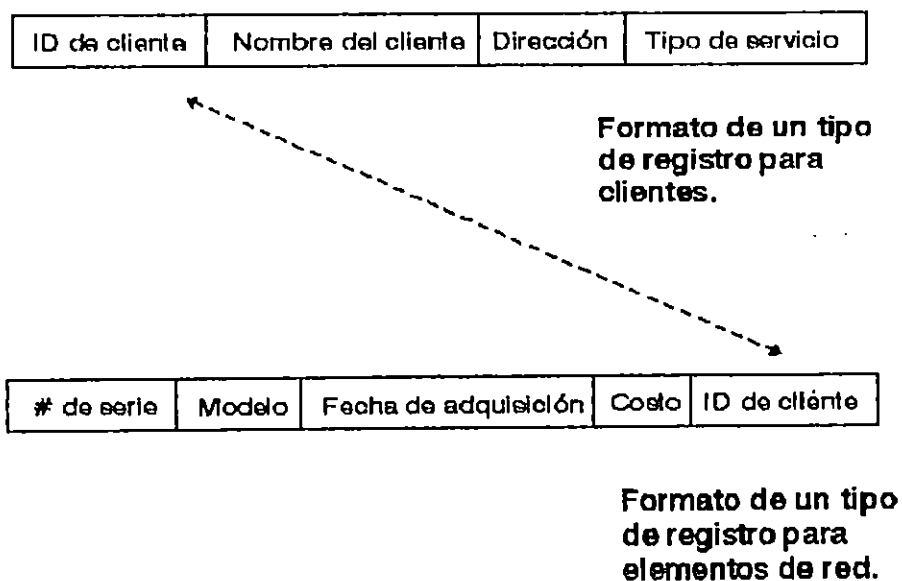 ID de cliente Nombre del cliente Dirección Tipo de servicio
Formato de un tipo
de registro para
clientes.
# de serie Modelo Fecha de adquisición Costo ID de cliénte
Formato de un tipo
de registro para
elementos de red.